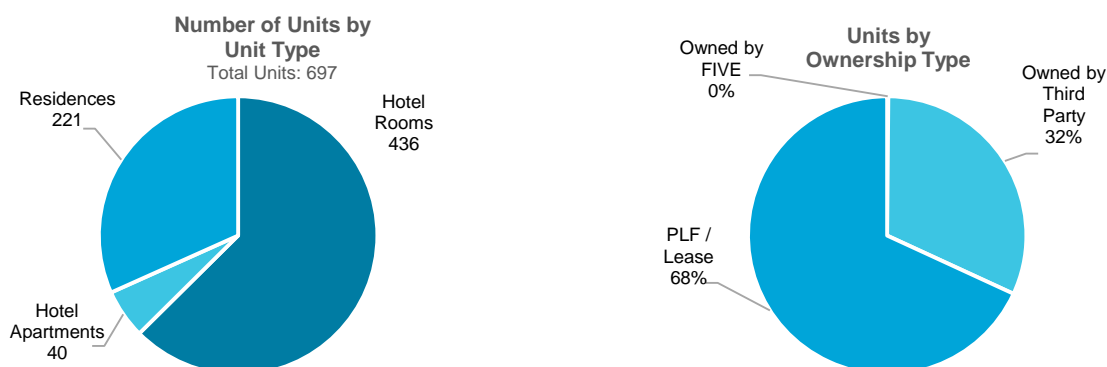 Number of Units by
Unit Type
Total Units: 697
Residences
221
Hotel
Rooms
436
Hotel
Apartments
40
Units by
Ownership Type
Owned by
FIVE
0%
Owned by
Third
Party
32%
PLF /
Lease
68%